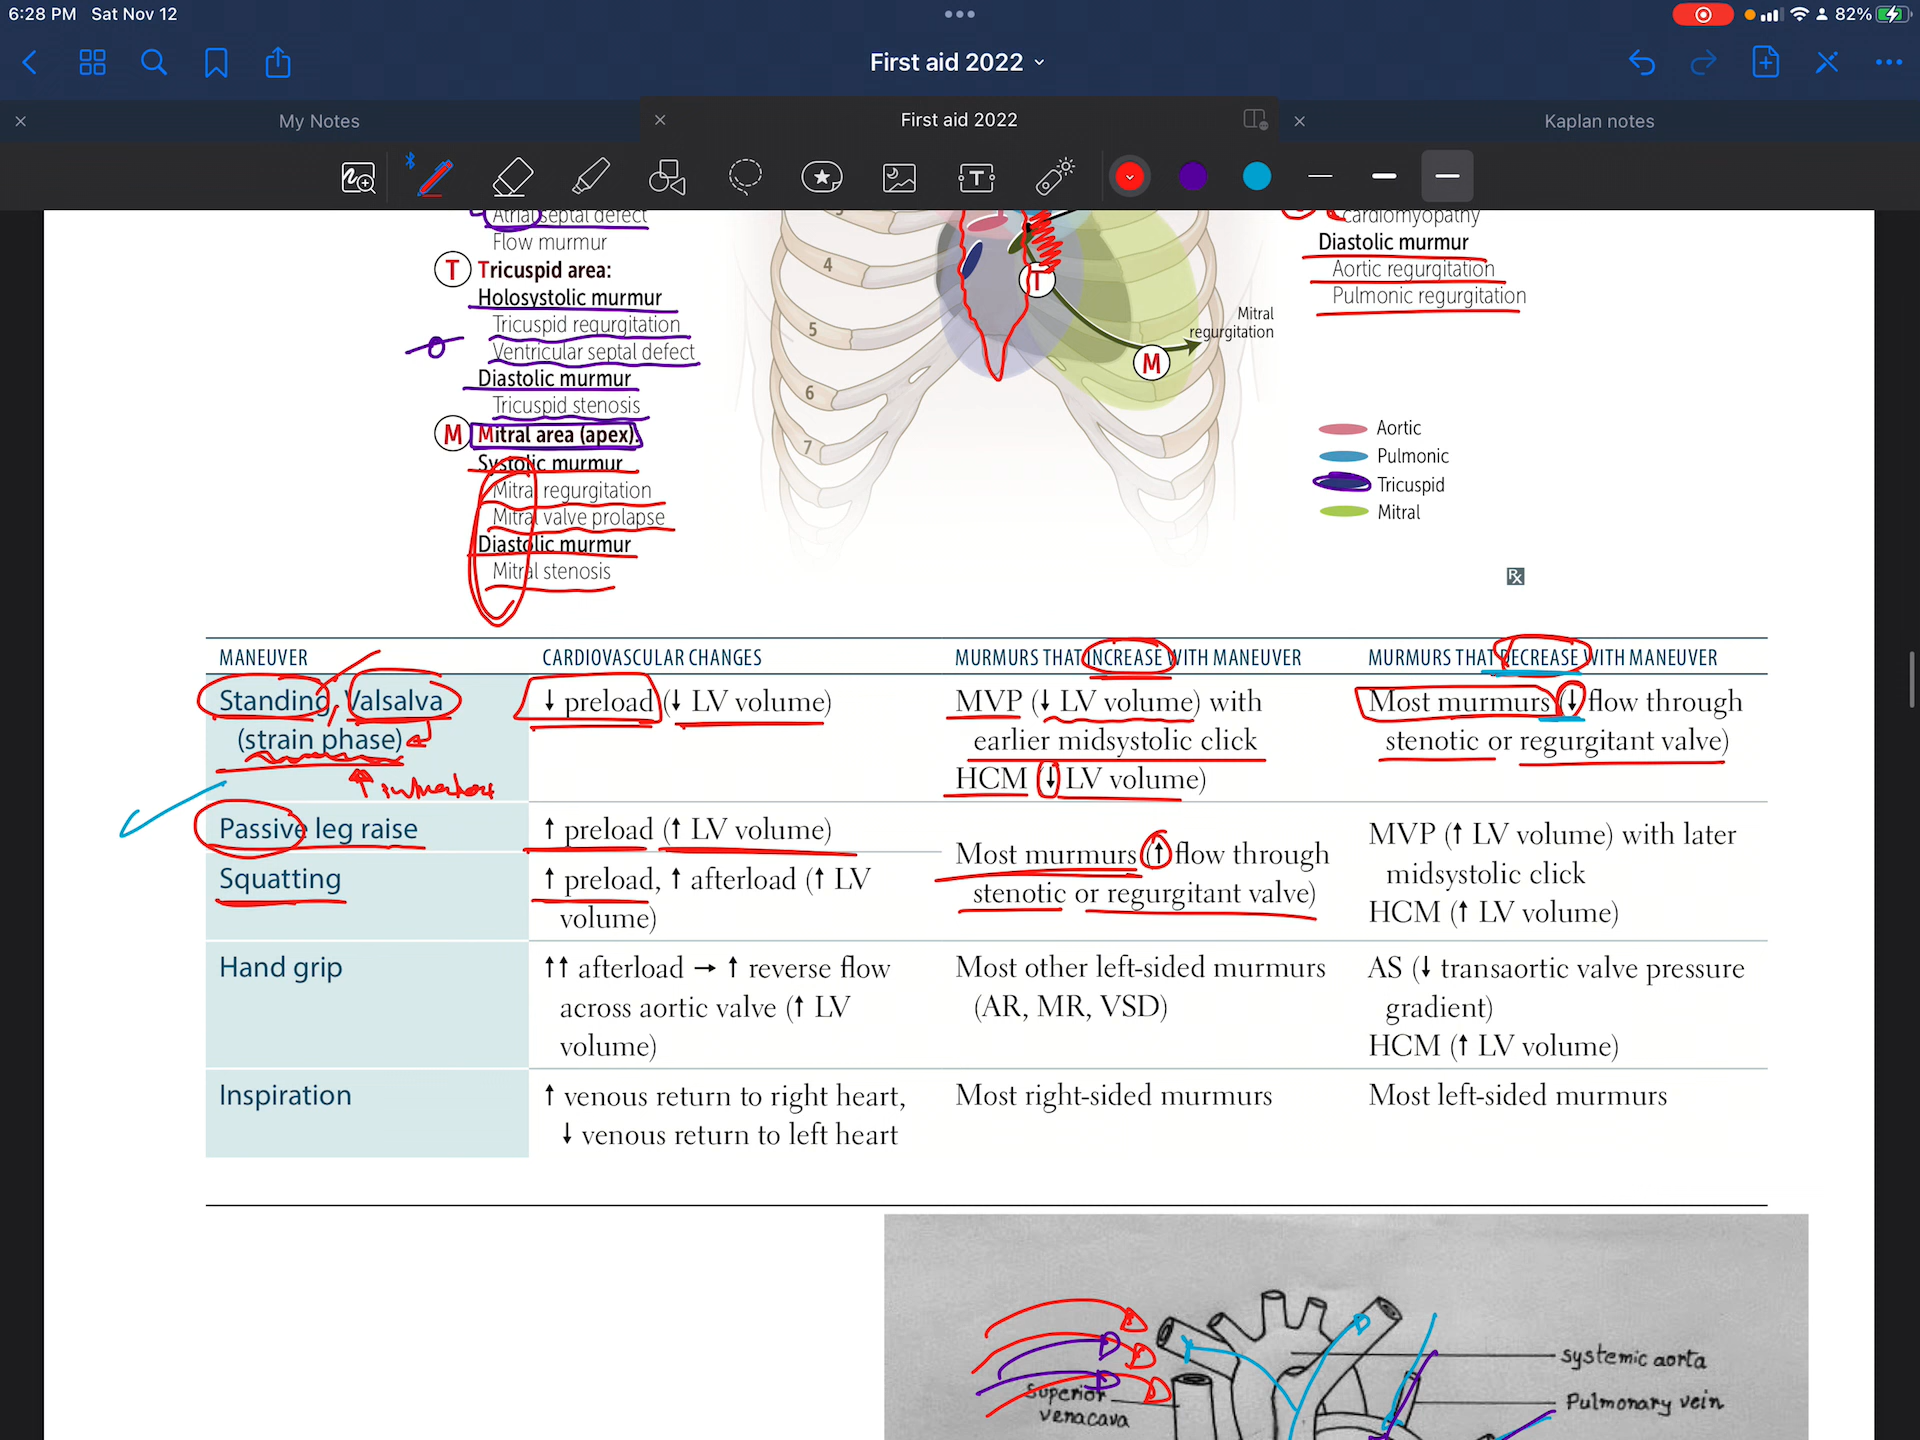 6:28 PM Sat Nov 12
82%
First aid 2022
My Notes
First aid 2022
Kaplan notes
Atrial septal defect
Flow murmur
T Tricuspid area:
Holosystolic murmur
Tricuspid regurgitation
Ventricular septal defect
Diastolic murmur
Tricuspid stenosis
M Mitral area (apex):
Systolic murmur
Mitral regurgitation
Mitral valve prolapse
Diastolic murmur
Mitral stenosis
4
5
6
7
T
M
Mitral
regurgitation
cardiomyopathy
Diastolic murmur
Aortic regurgitation
Pulmonic regurgitation
Aortic
Pulmonic
Tricuspid
Mitral
Rx
MANEUVER CARDIOVASCULAR CHANGES MURMURS THAT INCREASE WITH MANEUVER MURMURS THAT DECREASE WITH MANEUVER
Standing, Valsalva
(strain phase)
↓ preload (↓ LV volume)
MVP (↓ LV volume) with
earlier midsystolic click
HCM (↓ LV volume)
Most murmurs (↓ flow through
stenotic or regurgitant valve)
Passive leg raise
↑ preload (↑ LV volume)
Squatting
↑ preload, ↑ afterload (↑ LV
volume)
Most murmurs (↑ flow through
stenotic or regurgitant valve)
MVP (↑ LV volume) with later
midsystolic click
HCM (↑ LV volume)
Hand grip
↑↑ afterload → ↑ reverse flow
across aortic valve (↑ LV
volume)
Most other left-sided murmurs
(AR, MR, VSD)
AS (↓ transaortic valve pressure
gradient)
HCM (↑ LV volume)
Inspiration
↑ venous return to right heart,
↓ venous return to left heart
Most right-sided murmurs
Most left-sided murmurs
systemic aorta
Pulmonary vein
Superior
venacava